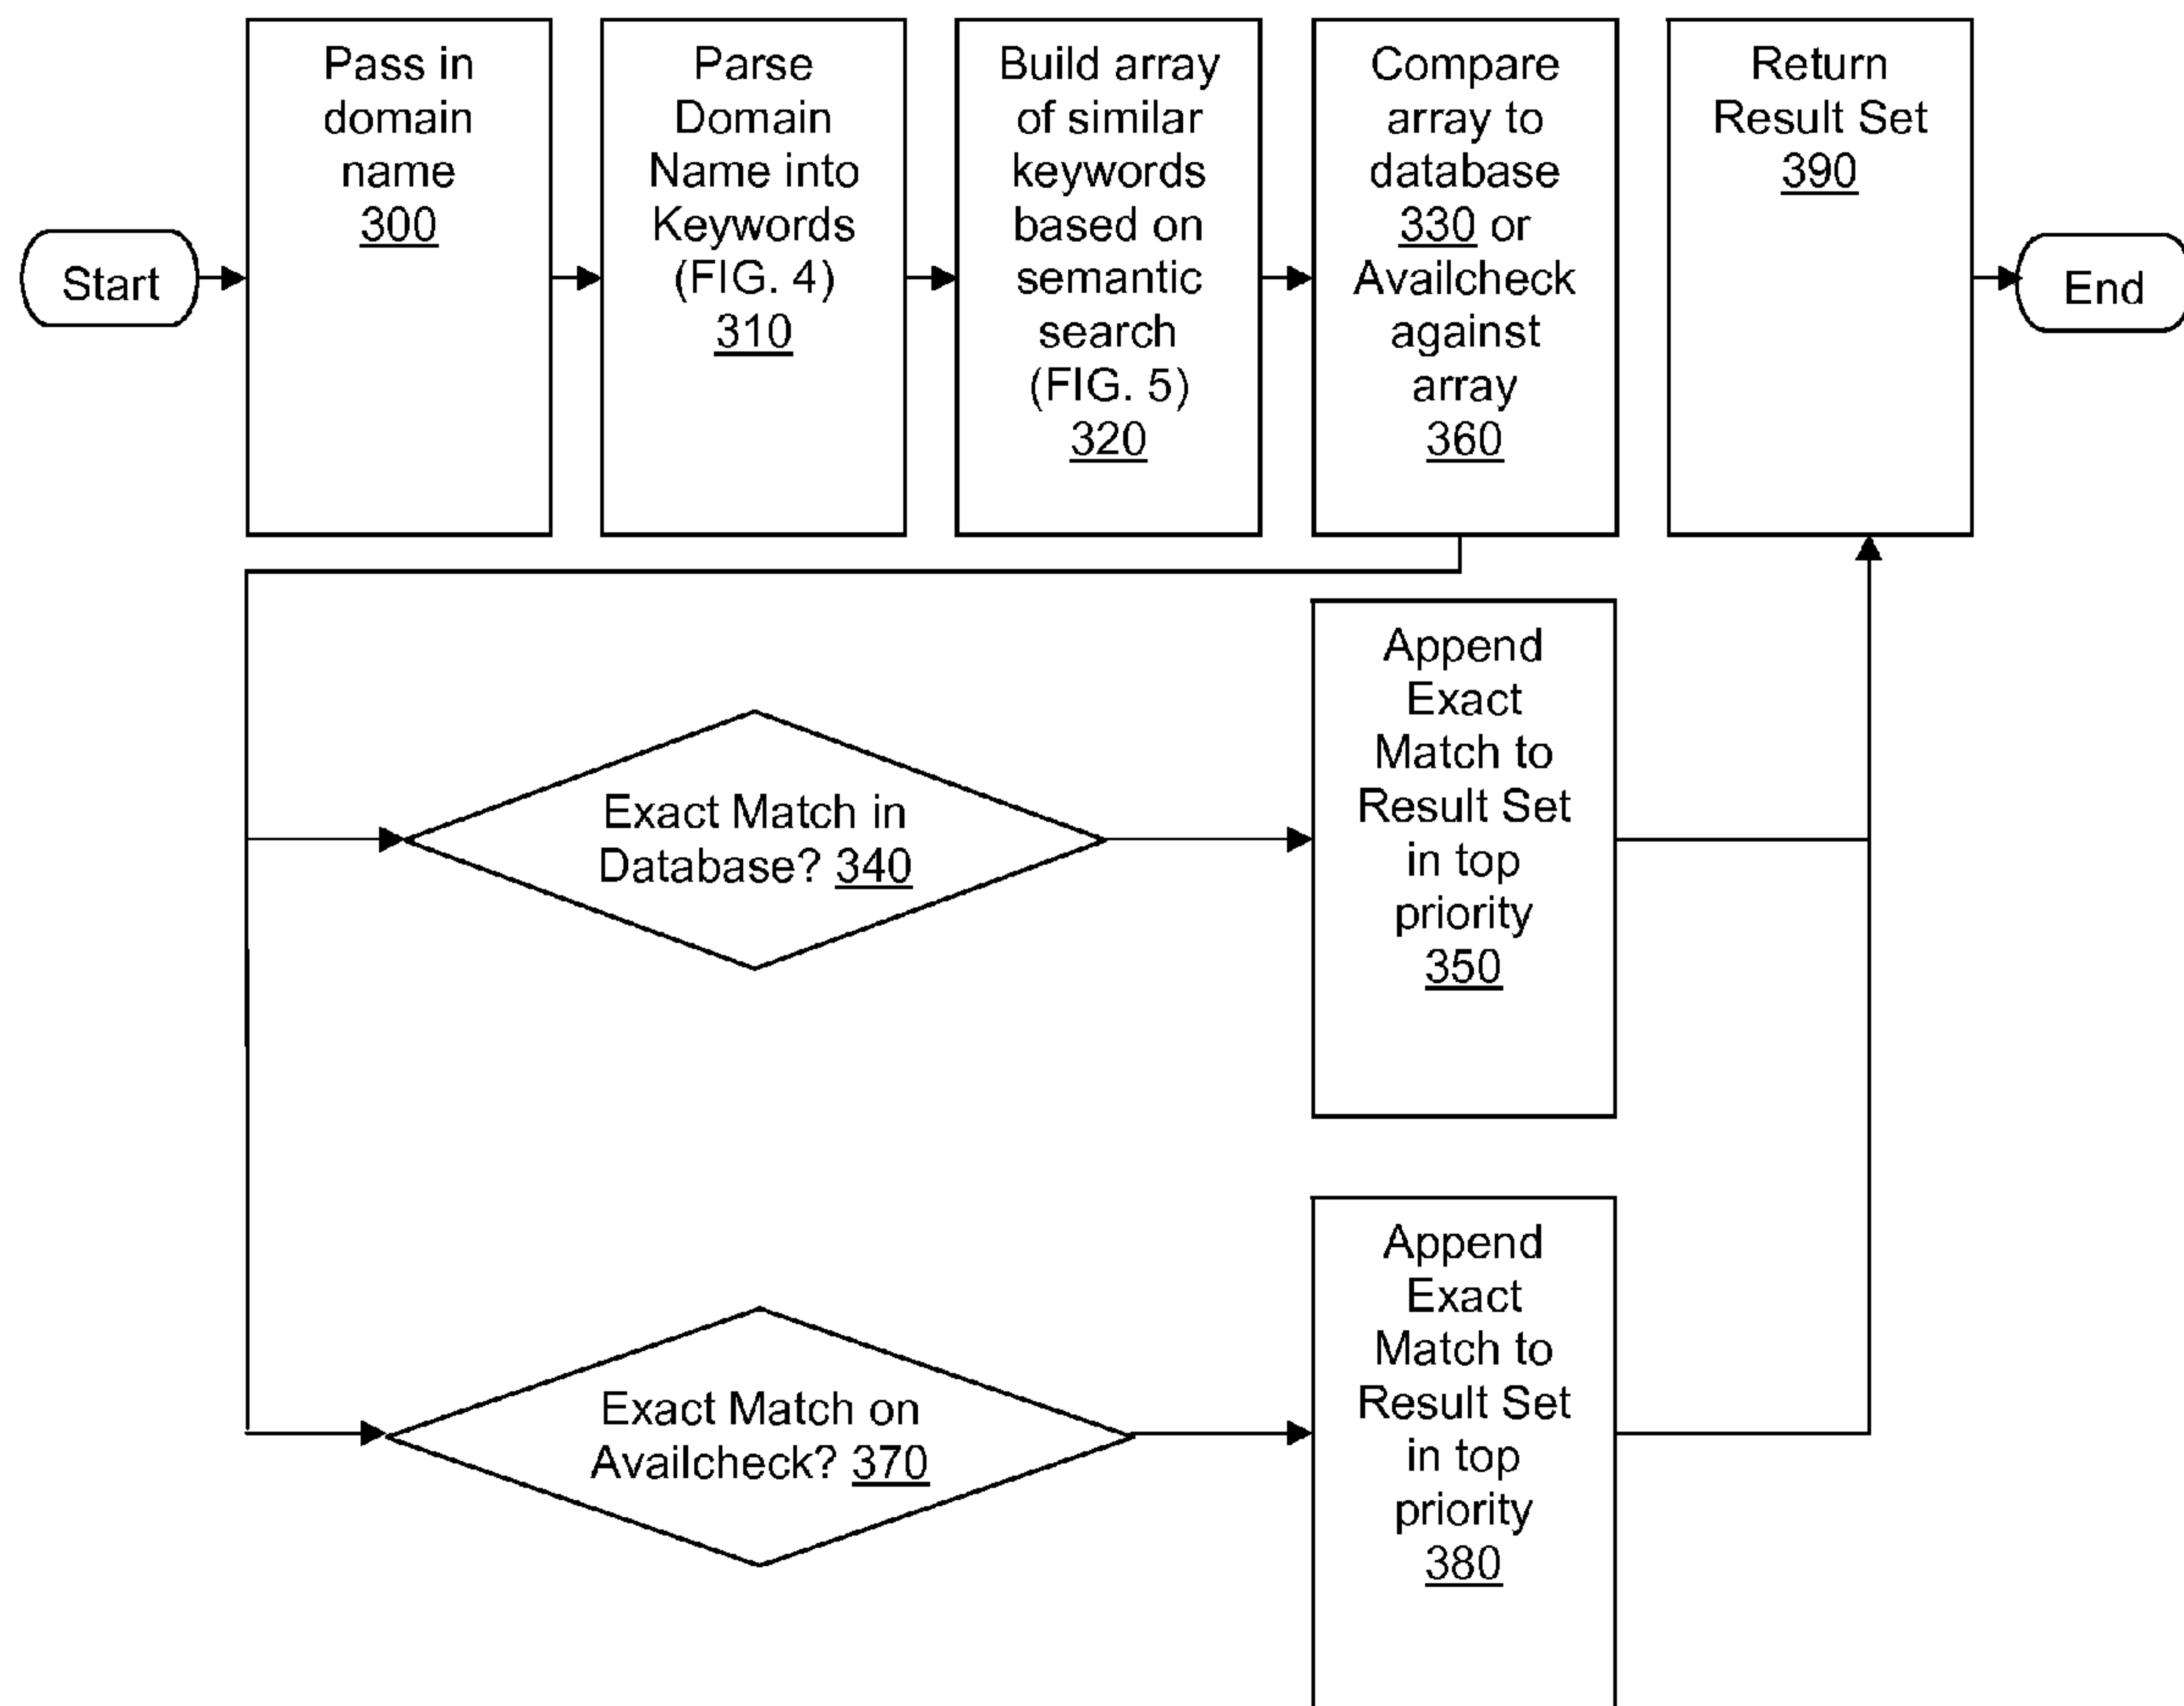 Start
Pass in
domain
name
300
Parse
Domain
Name into
Keywords
(FIG. 4)
310
Build array
of similar
keywords
based on
semantic
search
(FIG. 5)
320
Compare
array to
database
330 or
Availcheck
against
array
360
Return
Result Set
390
End
Exact Match in
Database? 340
Append
Exact
Match to
Result Set
in top
priority
350
Exact Match on
Availcheck? 370
Append
Exact
Match to
Result Set
in top
priority
380